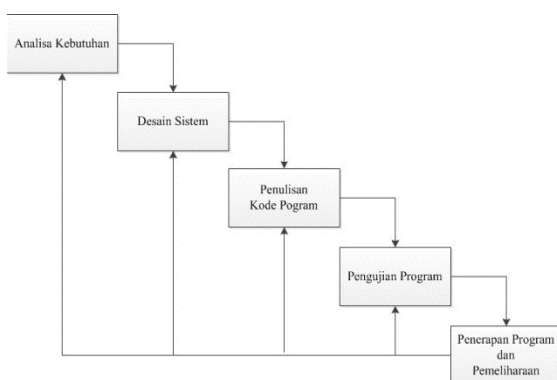 Analisa Kebutuhan
Desain Sistem
Penulisan
Kode Pogram
Pengujian Program
Penerapan Program
dan
Pemeliharaan